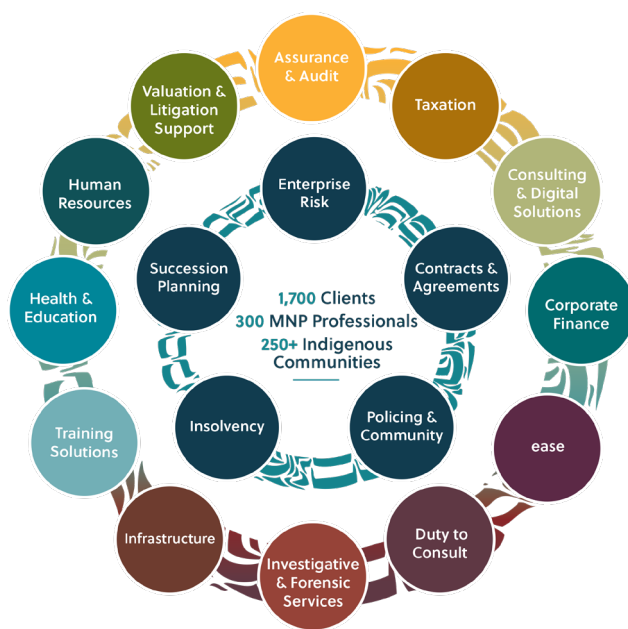 Assurance
& Audit
Valuation &
Litigation
Support
Taxation
Human
Resources
Enterprise
Risk
Consulting
& Digital
Solutions
Succession
Planning
Contracts &
Agreements
Health &
Education
1,700 Clients
300 MNP Professionals
250+ Indigenous
Communities
Corporate
Finance
Training
Solutions
Insolvency
Policing &
Community
ease
Infrastructure
Duty to
Consult
Investigative
& Forensic
Services